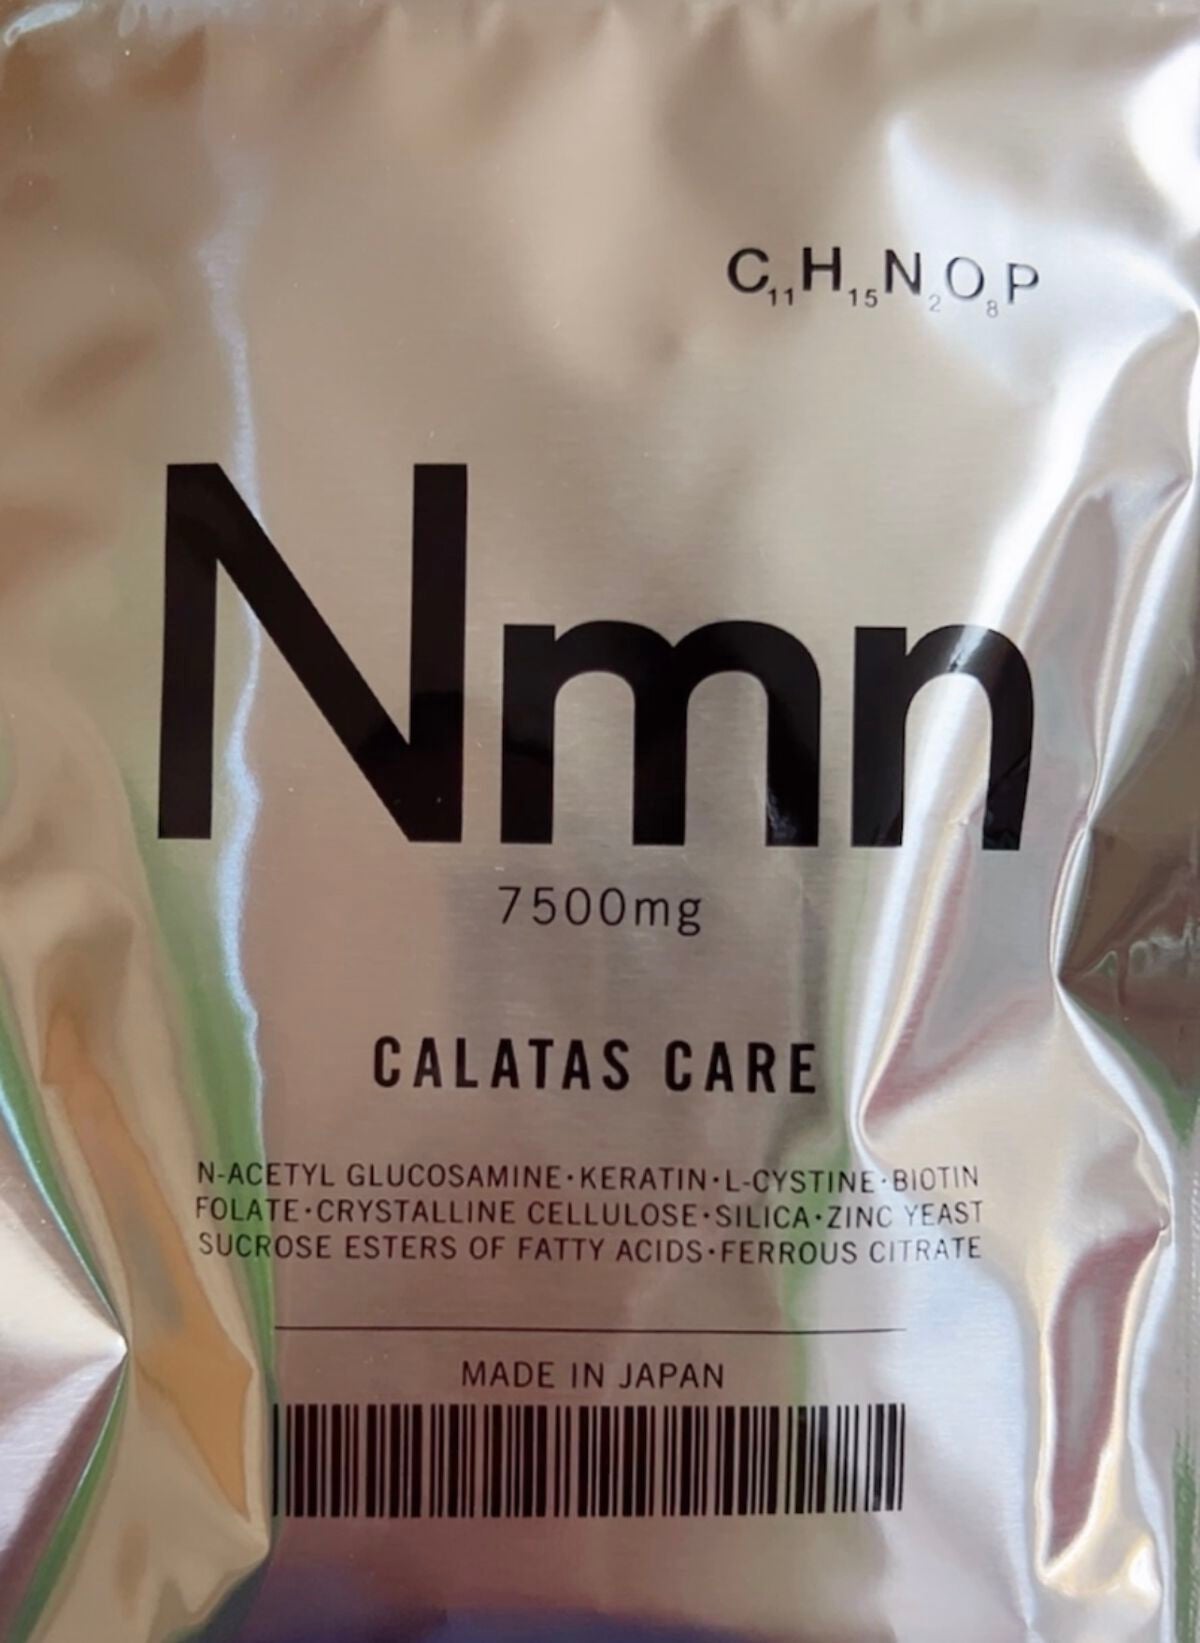 C₁₁H₁₅N₂O₈P
Nmn
7500mg
CALATAS CARE
N-ACETYL GLUCOSAMINE・KERATIN・L-CYSTINE・BIOTIN
FOLATE・CRYSTALLINE CELLULOSE・SILICA・ZINC YEAST
SUCROSE ESTERS OF FATTY ACIDS・FERROUS CITRATE
MADE IN JAPAN